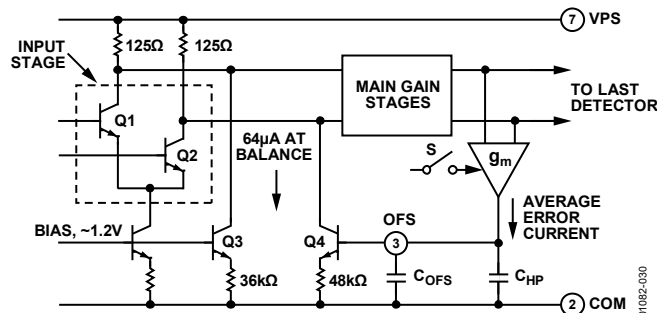 7 VPS
125Ω
125Ω
INPUT
STAGE
MAIN GAIN
STAGES
TO LAST
DETECTOR
Q1
Q2
64µA AT
BALANCE
S
gm
AVERAGE
ERROR
CURRENT
BIAS, ~1.2V
Q3
Q4
OFS
3
36kΩ
48kΩ
COFS
CHP
2 COM
01082-030